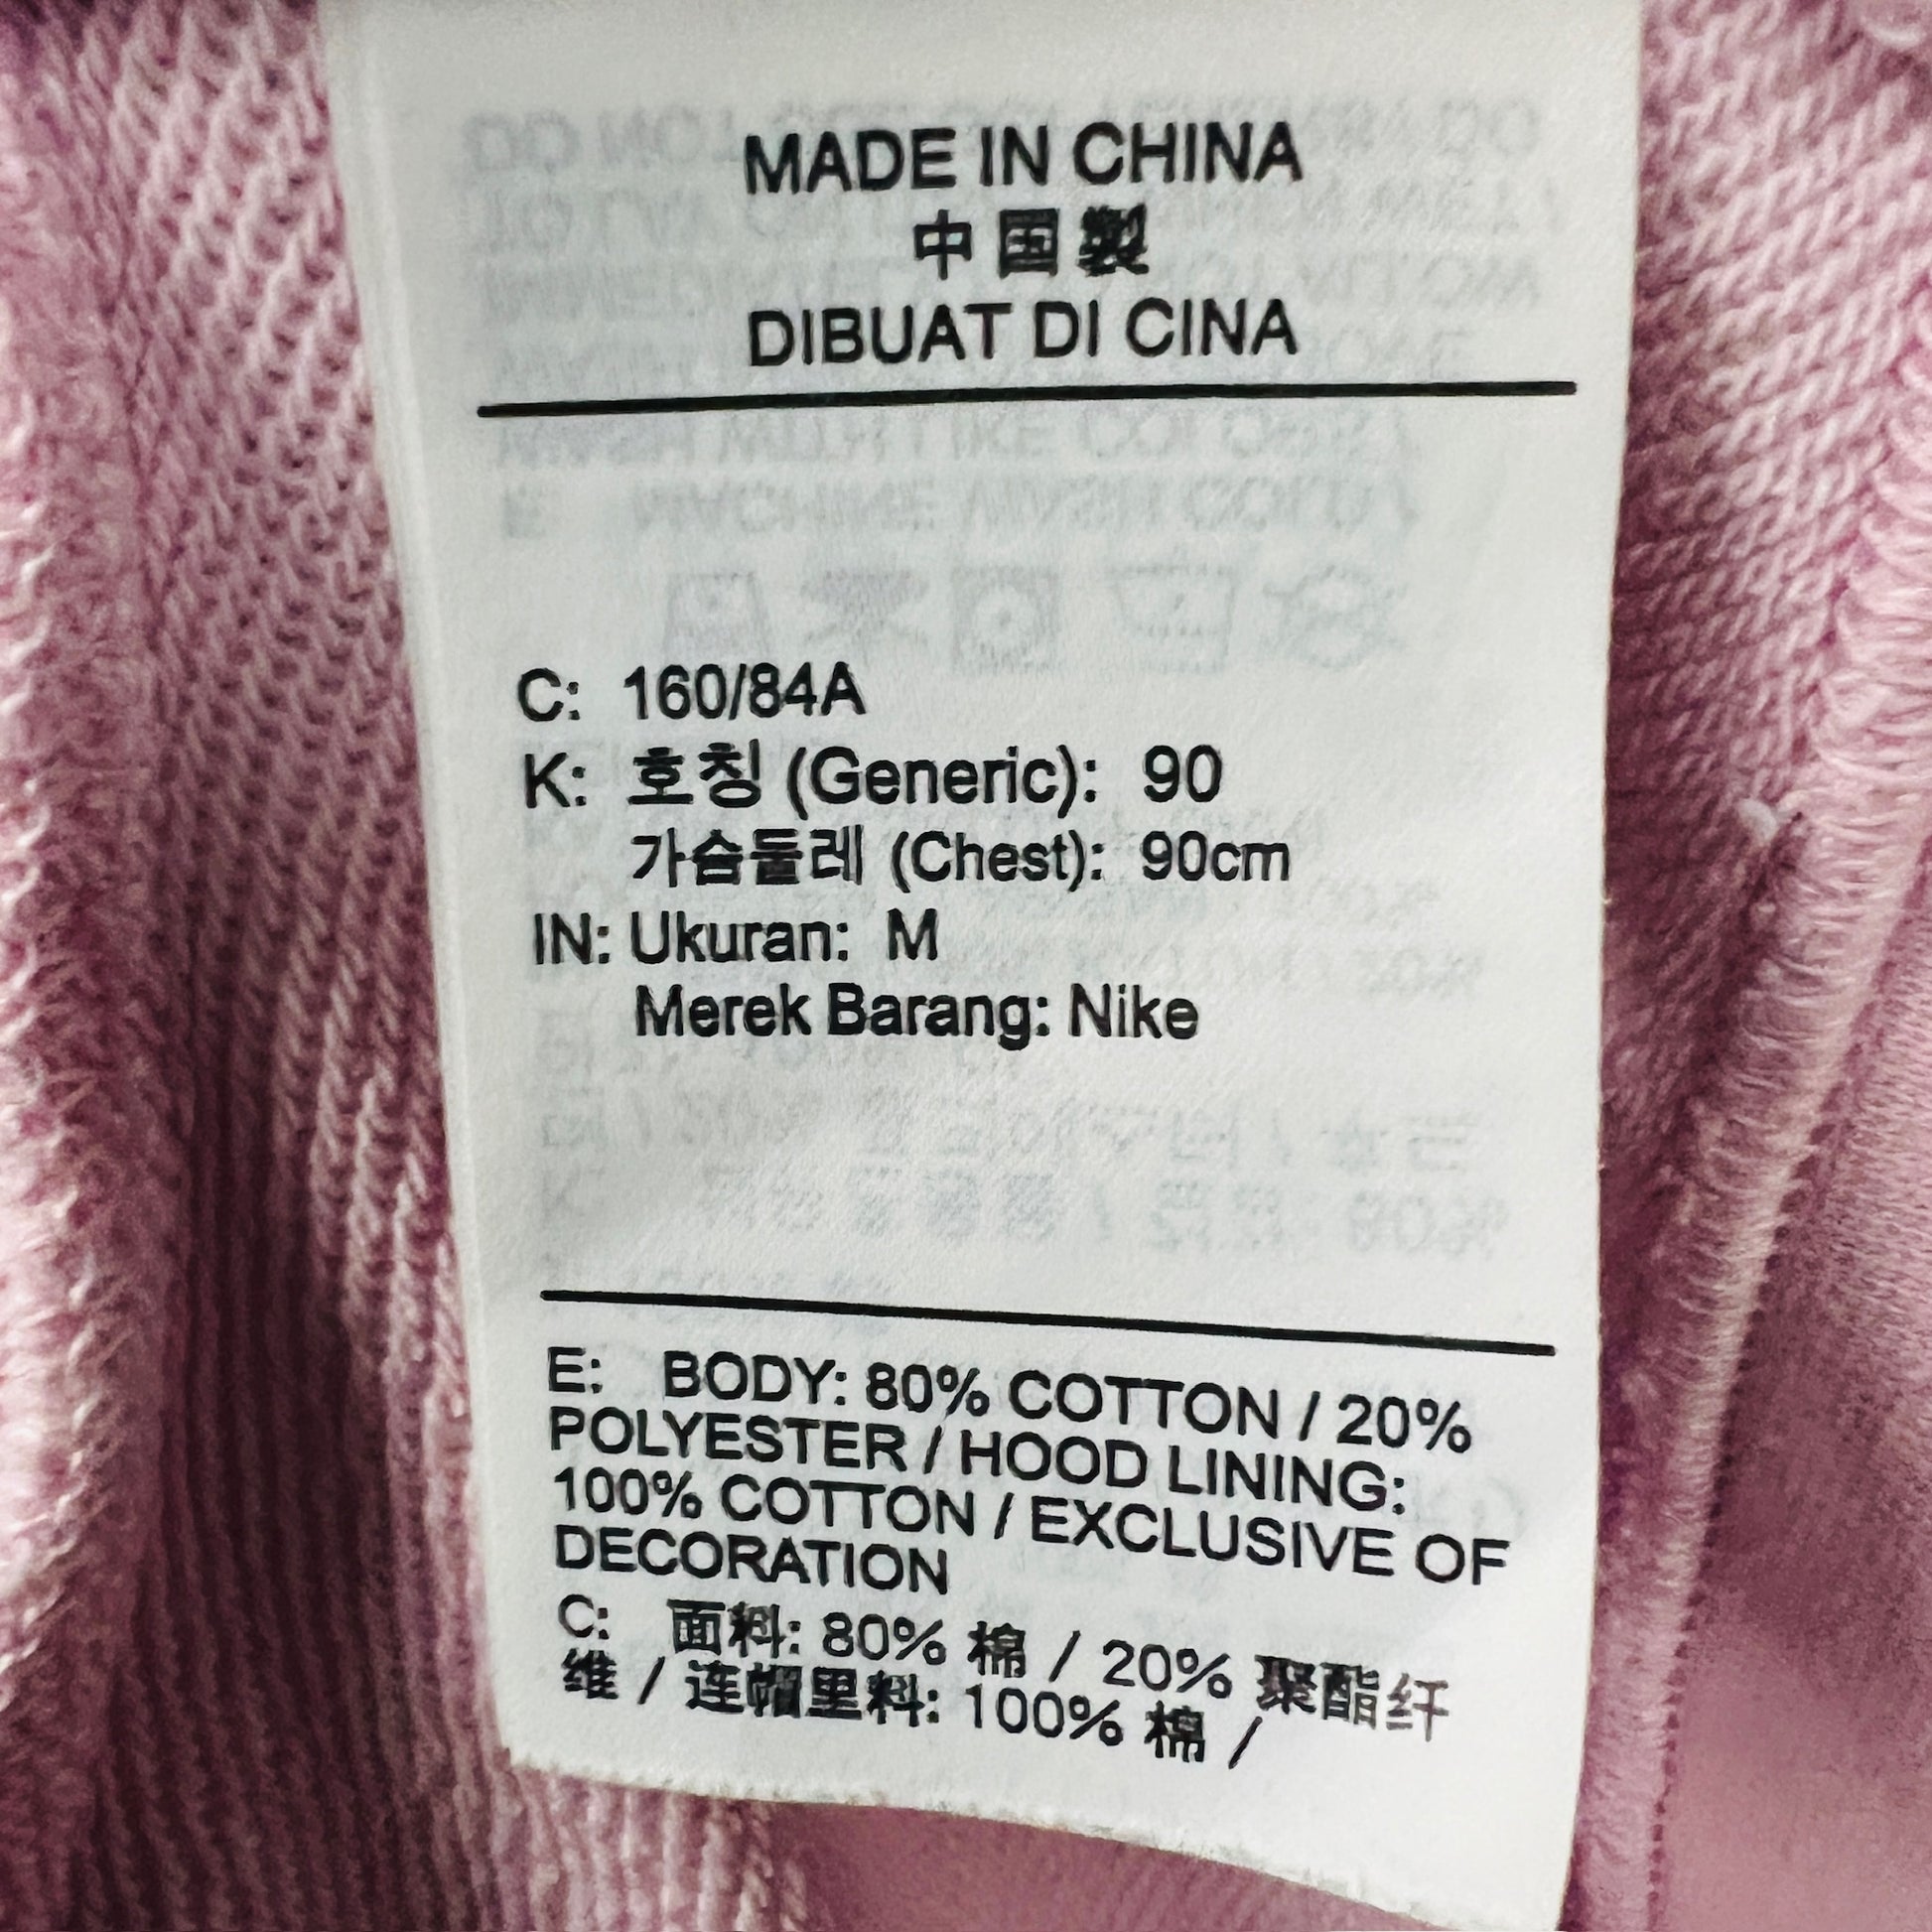 MADE IN CHINA
中国製
DIBUAT DI CINA
C: 160/84A
K: 호칭 (Generic): 90
가슴둘레 (Chest): 90cm
IN: Ukuran: M
Merek Barang: Nike
E: BODY: 80% COTTON / 20%
POLYESTER / HOOD LINING:
100% COTTON / EXCLUSIVE OF
DECORATION
C: 面料: 80% 棉 / 20% 聚酯纤
维 / 连帽里料: 100% 棉 /